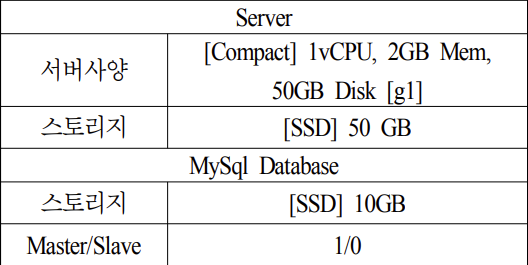 Server
서버사양
[Compact] 1vCPU, 2GB Mem,
50GB Disk [g1]
스토리지
[SSD] 50 GB
MySql Database
스토리지
[SSD] 10GB
Master/Slave
1/0